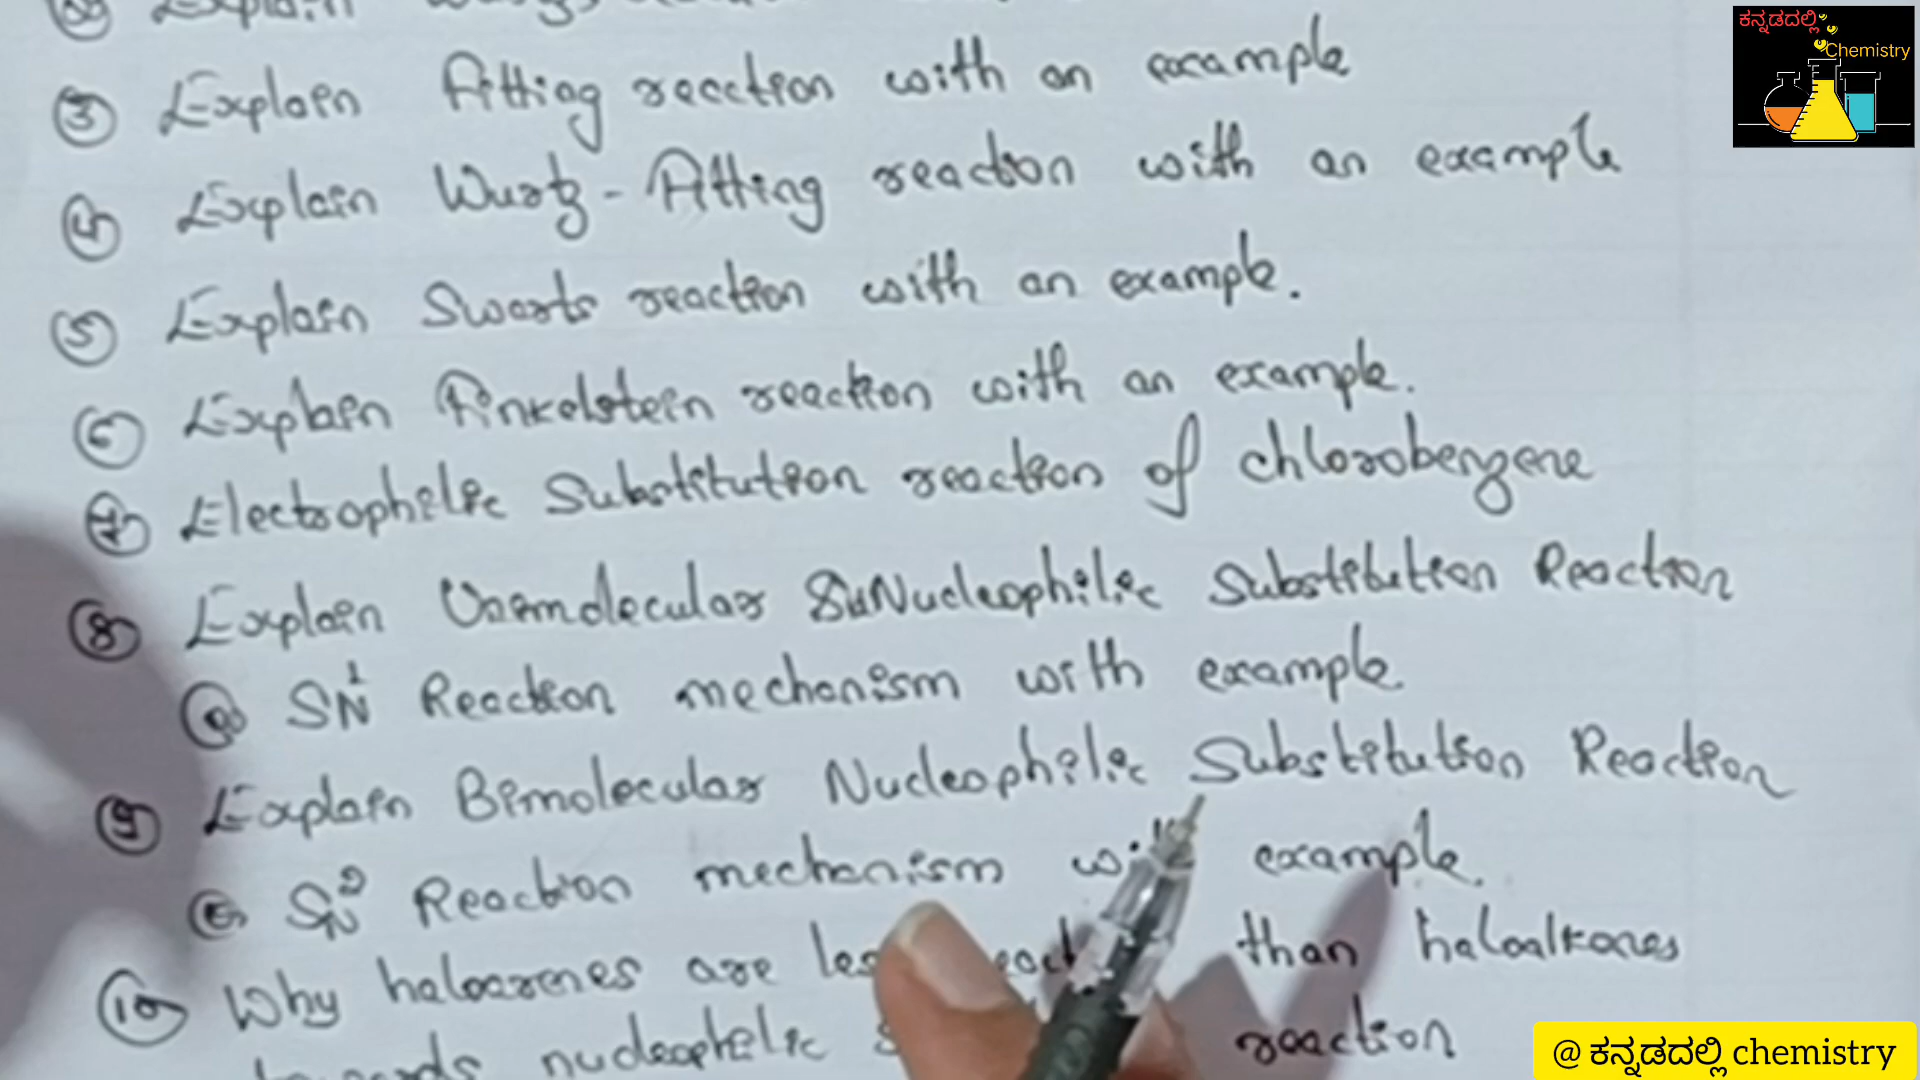 ② Explain
③ Explain Fitting reaction with an example
④ Explain Wurtz-Fitting reaction with an example
⑤ Explain Swarts reaction with an example.
⑥ Explain Finkelstein reaction with an example.
⑦ Electrophilic Substitution reaction of chlorobenzene
⑧ Explain Unimolecular Nucleophilic Substitution Reaction
SN1 Reaction mechanism with example.
⑨ Explain Bimolecular Nucleophilic Substitution Reaction
SN2 Reaction mechanism example.
⑩ Why haloarenes are than haloalkanes
towards nucleophilic reaction
ಕನ್ನಡದಲ್ಲಿ
Chemistry
@ ಕನ್ನಡದಲ್ಲಿ chemistry